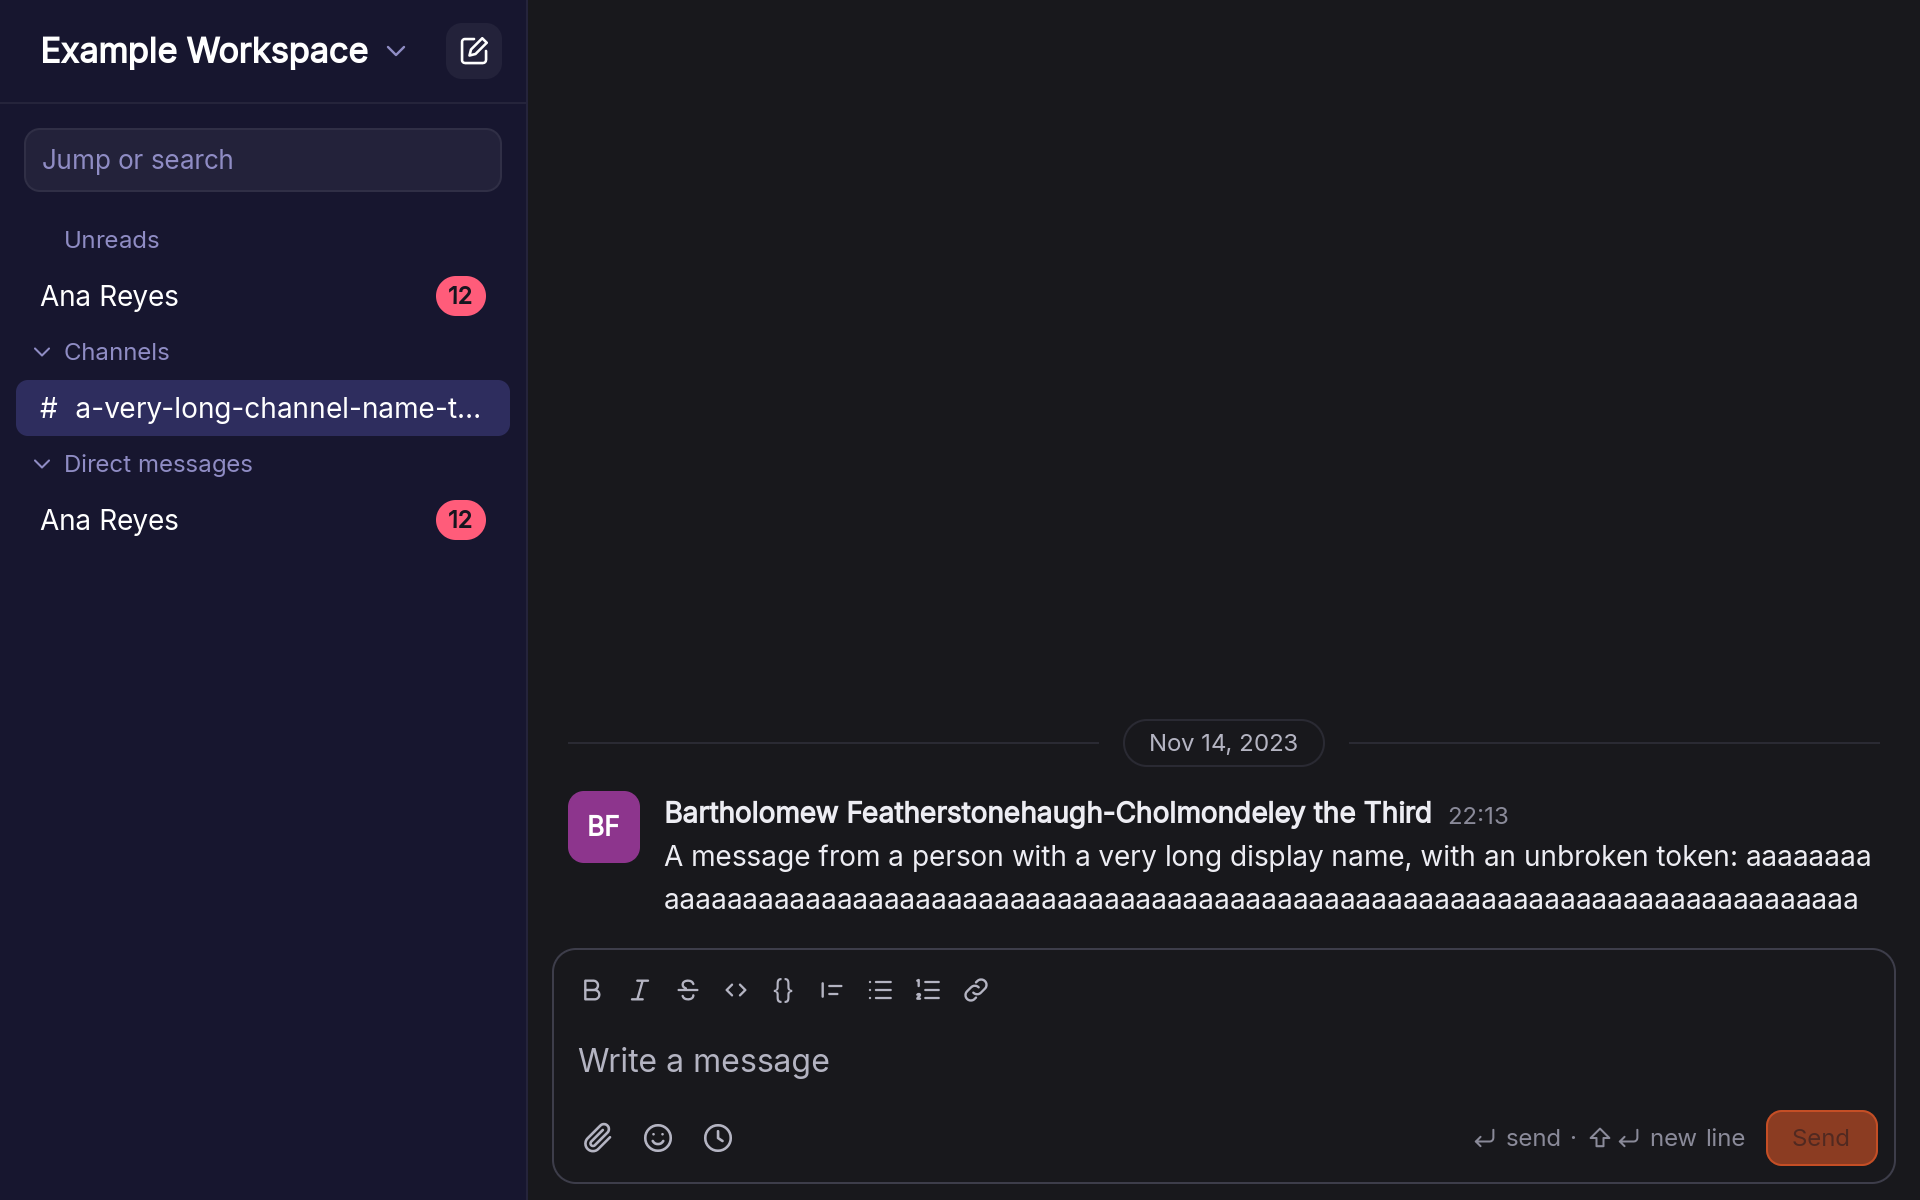 Example Workspace
Jump or search
Unreads
Ana Reyes 12
Channels
# a-very-long-channel-name-t...
Direct messages
Ana Reyes 12
Nov 14, 2023
BF
Bartholomew Featherstonehaugh-Cholmondeley the Third 22:13
A message from a person with a very long display name, with an unbroken token: aaaaaaaa
aaaaaaaaaaaaaaaaaaaaaaaaaaaaaaaaaaaaaaaaaaaaaaaaaaaaaaaaaaaaaaaaaaaaaaaaaaaa
Write a message
send · new line
Send